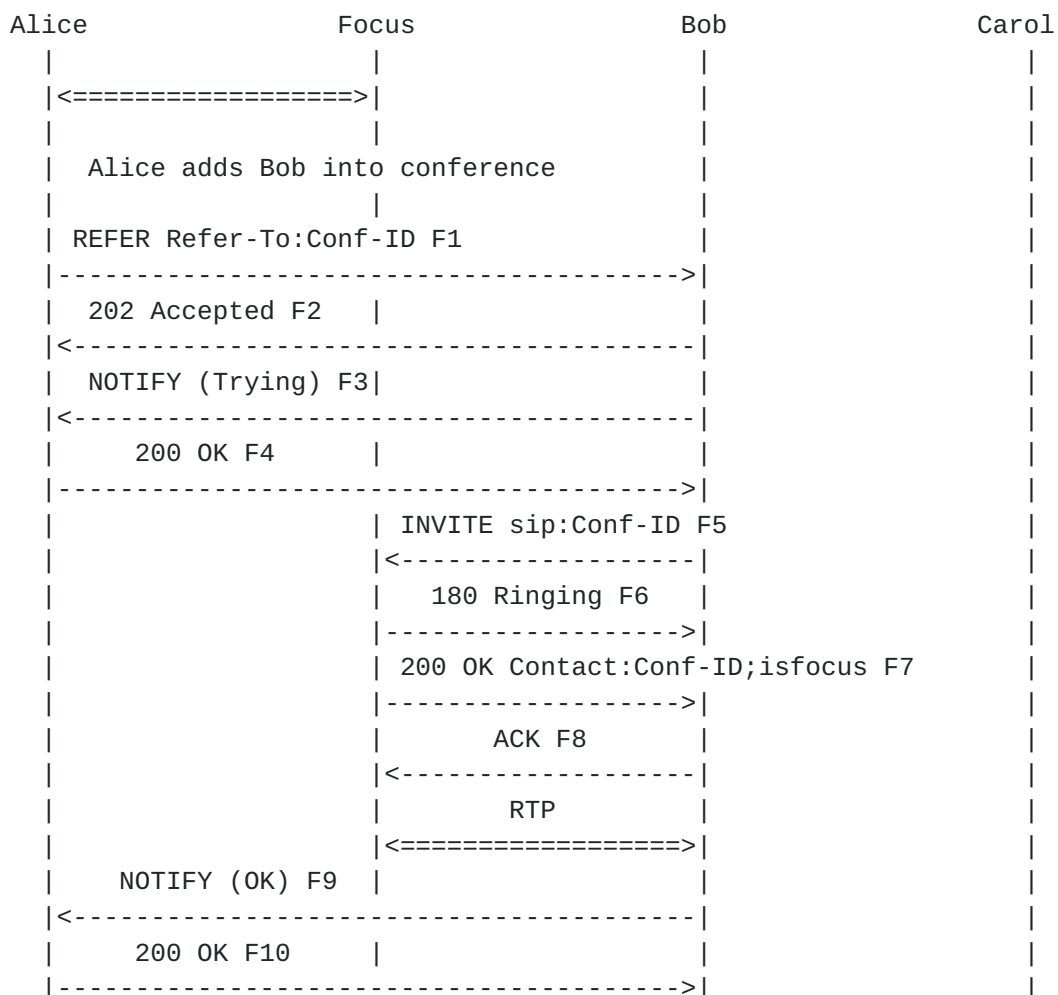 Alice Focus Bob Carol
Alice adds Bob into conference
REFER Refer-To:Conf-ID F1
202 Accepted F2
NOTIFY (Trying) F3
200 OK F4
INVITE sip:Conf-ID F5
180 Ringing F6
200 OK Contact:Conf-ID;isfocus F7
ACK F8
RTP
NOTIFY (OK) F9
200 OK F10